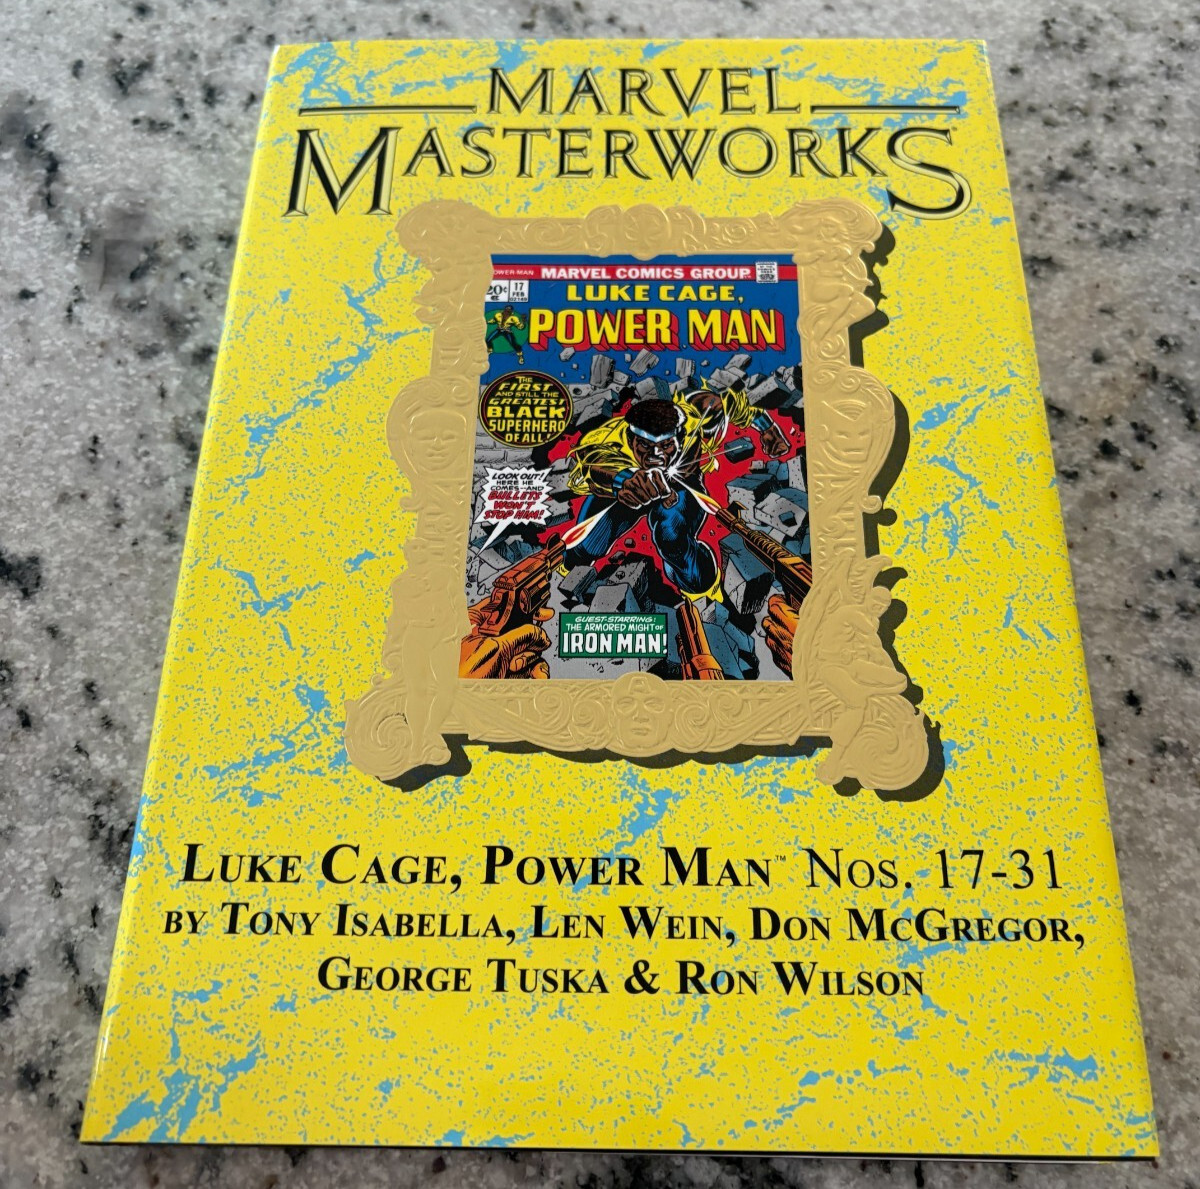 MARVEL
MASTERWORKS
POWER-MAN MARVEL COMICS GROUP
20¢ 17
FEB
02148
LUKE CAGE,
POWER MAN
THE
FIRST
AND STILL THE
GREATEST
BLACK
SUPERHERO
OF ALL!
LOOK OUT!
HERE HE
COMES--AND
BULLETS
WON'T
STOP HIM!
GUEST-STARRING:
THE ARMORED MIGHT OF
IRON MAN!
LUKE CAGE, POWER MAN™ NOS. 17-31
BY TONY ISABELLA, LEN WEIN, DON MCGREGOR,
GEORGE TUSKA & RON WILSON